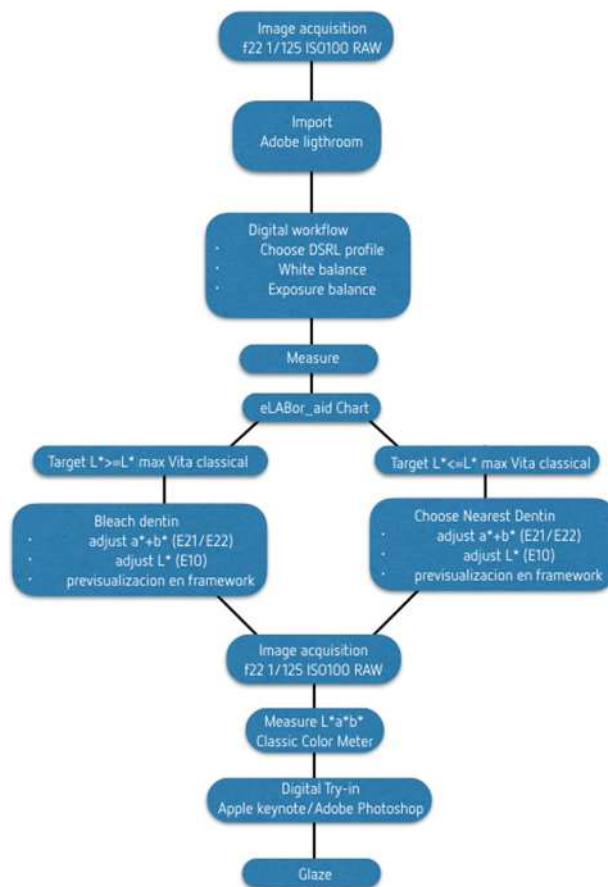 Image acquisition
f22 1/125 ISO100 RAW
Import
Adobe ligthroom
Digital workflow
· Choose DSRL profile
· White balance
· Exposure balance
Measure
eLABor_aid Chart
Target L*>=L* max Vita classical
Target L*<=L* max Vita classical
Bleach dentin
· adjust a*+b* (E21/E22)
· adjust L* (E10)
· previsualizacion en framework
Choose Nearest Dentin
· adjust a*+b* (E21/E22)
· adjust L* (E10)
· previsualizacion en framework
Image acquisition
f22 1/125 ISO100 RAW
Measure L*a*b*
Classic Color Meter
Digital Try-in
Apple keynote/Adobe Photoshop
Glaze